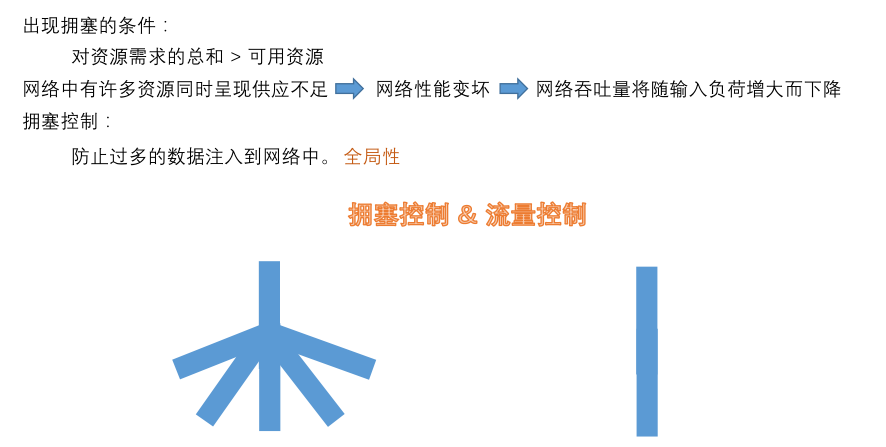 出现拥塞的条件：
对资源需求的总和 > 可用资源
网络中有许多资源同时呈现供应不足 网络性能变坏 网络吞吐量将随输入负荷增大而下降
拥塞控制：
防止过多的数据注入到网络中。 全局性
拥塞控制 & 流量控制